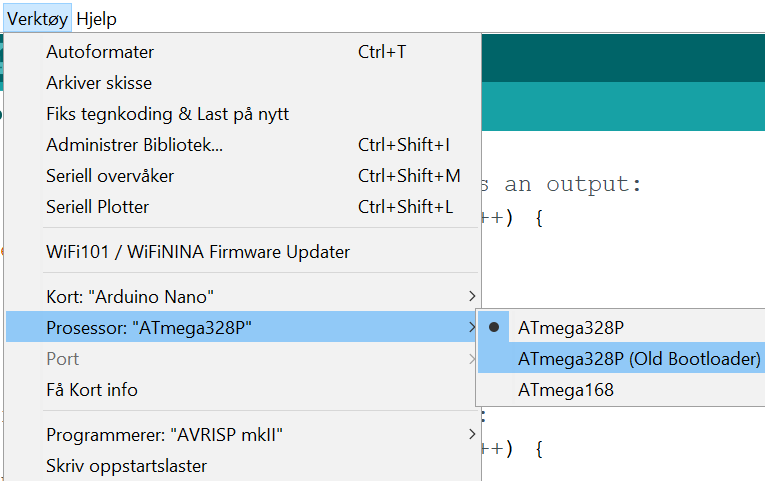 Verktøy Hjelp
Autoformater Ctrl+T
Arkiver skisse
Fiks tegnkoding & Last på nytt
Administrer Bibliotek... Ctrl+Shift+I
Seriell overvåker Ctrl+Shift+M
s an output:
Seriell Plotter Ctrl+Shift+L
++) {
WiFi101 / WiFiNINA Firmware Updater
Kort: "Arduino Nano"
Prosessor: "ATmega328P"
ATmega328P
Port
ATmega328P (Old Bootloader)
Få Kort info
ATmega168
Programmerer: "AVRISP mkII"
++) {
Skriv oppstartslaster